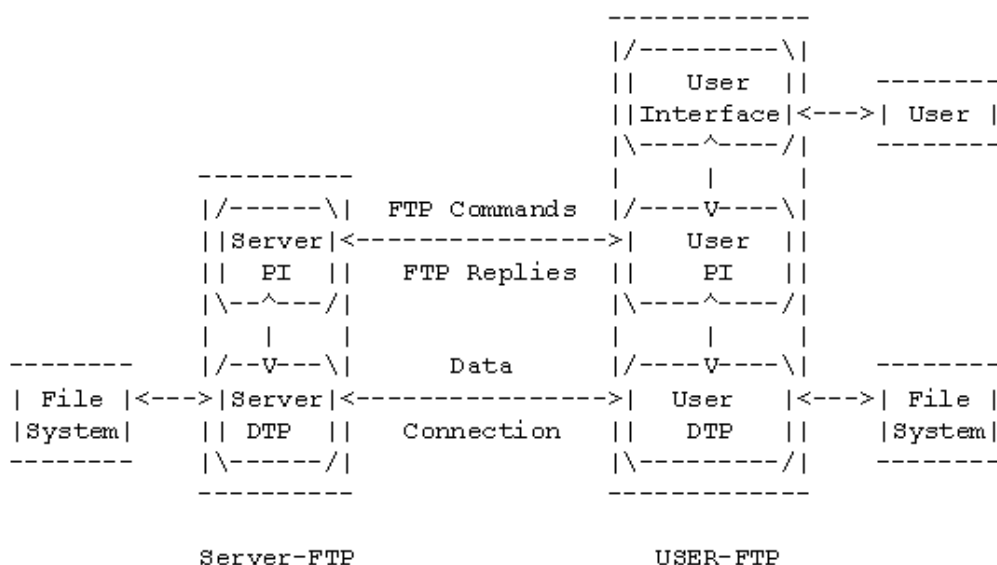 -------------
|/---------\|
||   User  ||    --------
||Interface|<--->| User |
|\----^----/|    --------
----------                |     |     |
|/------\|  FTP Commands  |/----V----\|
||Server|<---------------->|   User  ||
||  PI  ||   FTP Replies  ||    PI   ||
|\--^---/|                |\----^----/|
|   |    |                |     |     |
--------    |/--V---\|      Data      |/----V----\|    --------
| File |<--->|Server|<---------------->|   User  |<--->| File |
|System|    || DTP  ||   Connection   ||   DTP   ||    |System|
--------    |\------/|                |\---------/|    --------
----------                -------------
Server-FTP                   USER-FTP